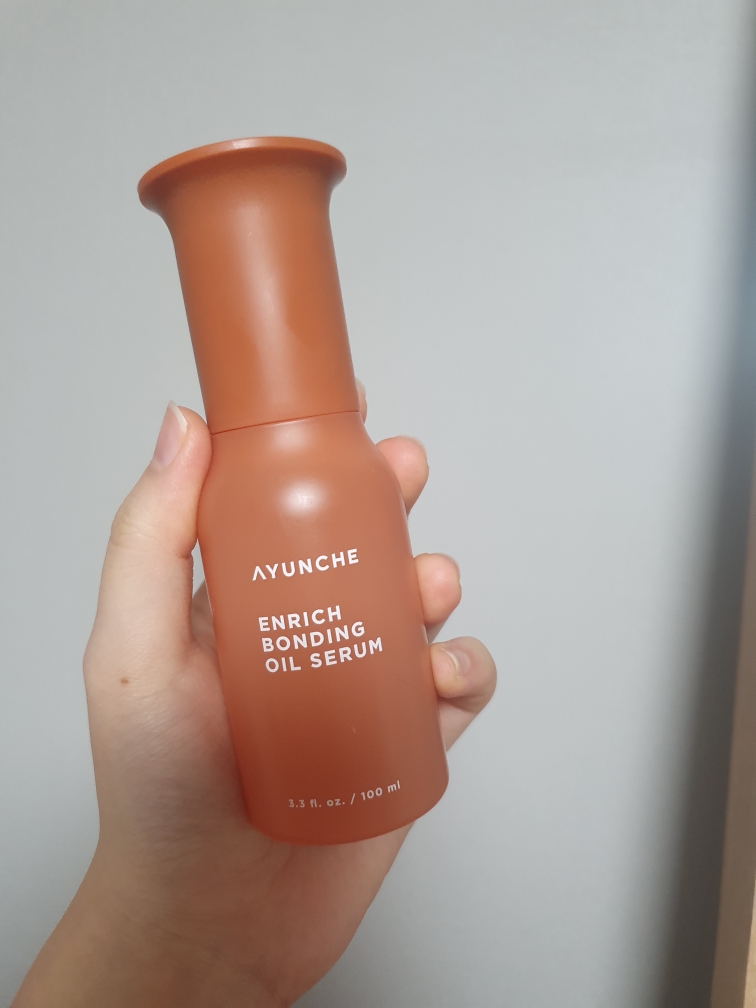 AYUNCHE
ENRICH
BONDING
OIL SERUM
3.3 fl. oz. / 100 ml